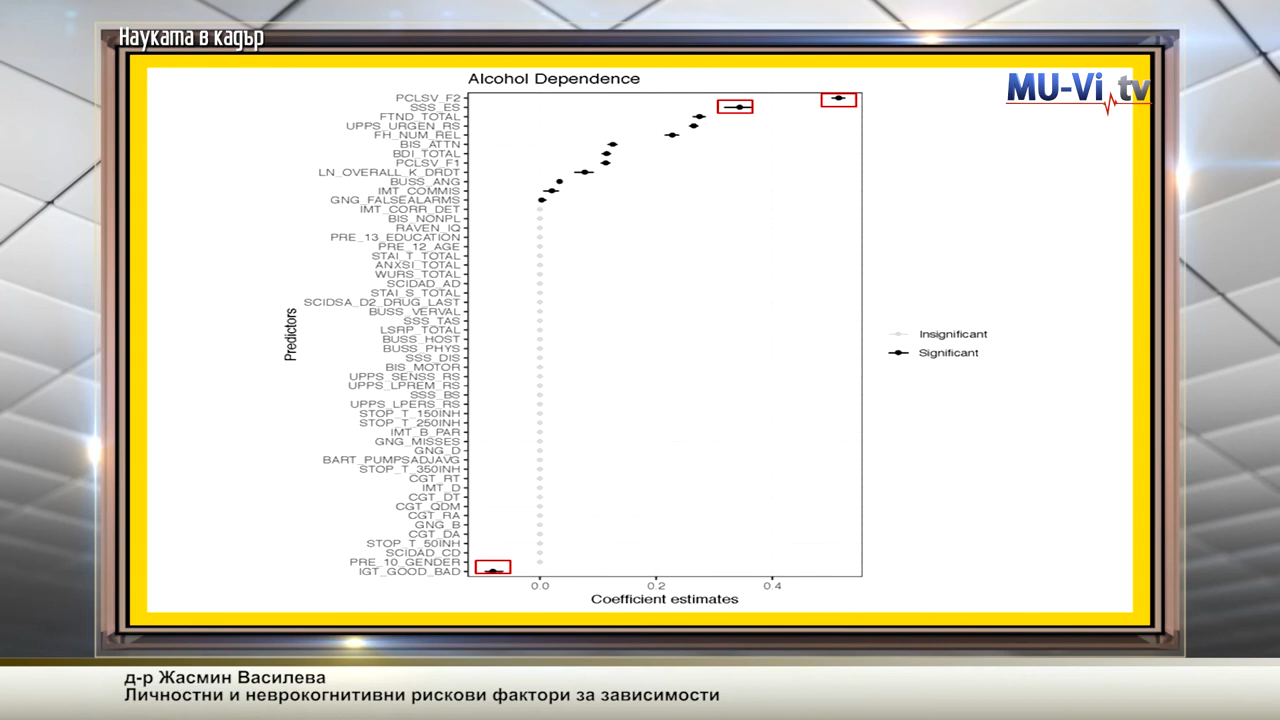 Науката в кадър
MU-Vi.tv
Alcohol Dependence
PCLSV_F2
SSS_ES
FTND_TOTAL
UPPS_URGEN_RS
FH_NUM_REL
BIS_ATTN
BDI_TOTAL
PCLSV_F1
LN_OVERALL_K_DRDT
BUSS_ANG
IMT_COMMIS
GNG_FALSEALARMS
IMT_CORR_DET
BIS_NONPL
RAVEN_IQ
PRE_13_EDUCATION
PRE_12_AGE
STAI_T_TOTAL
ANXSI_TOTAL
WURS_TOTAL
SCIDAD_AD
STAI_S_TOTAL
SCIDSA_D2_DRUG_LAST
BUSS_VERVAL
SSS_TAS
LSRP_TOTAL
BUSS_HOST
BUSS_PHYS
SSS_DIS
BIS_MOTOR
UPPS_SENSS_RS
UPPS_LPREM_RS
SSS_BS
UPPS_LPERS_RS
STOP_T_150INH
STOP_T_250INH
IMT_B_PAR
GNG_MISSES
GNG_D
BART_PUMPSADJAVG
STOP_T_350INH
CGT_RT
IMT_D
CGT_DT
CGT_QDM
CGT_RA
GNG_B
CGT_DA
STOP_T_50INH
SCIDAD_CD
PRE_10_GENDER
IGT_GOOD_BAD
Predictors
0.0 0.2 0.4
Coefficient estimates
Insignificant
Significant
д-р Жасмин Василева
Личностни и неврокогнитивни рискови фактори за зависимости